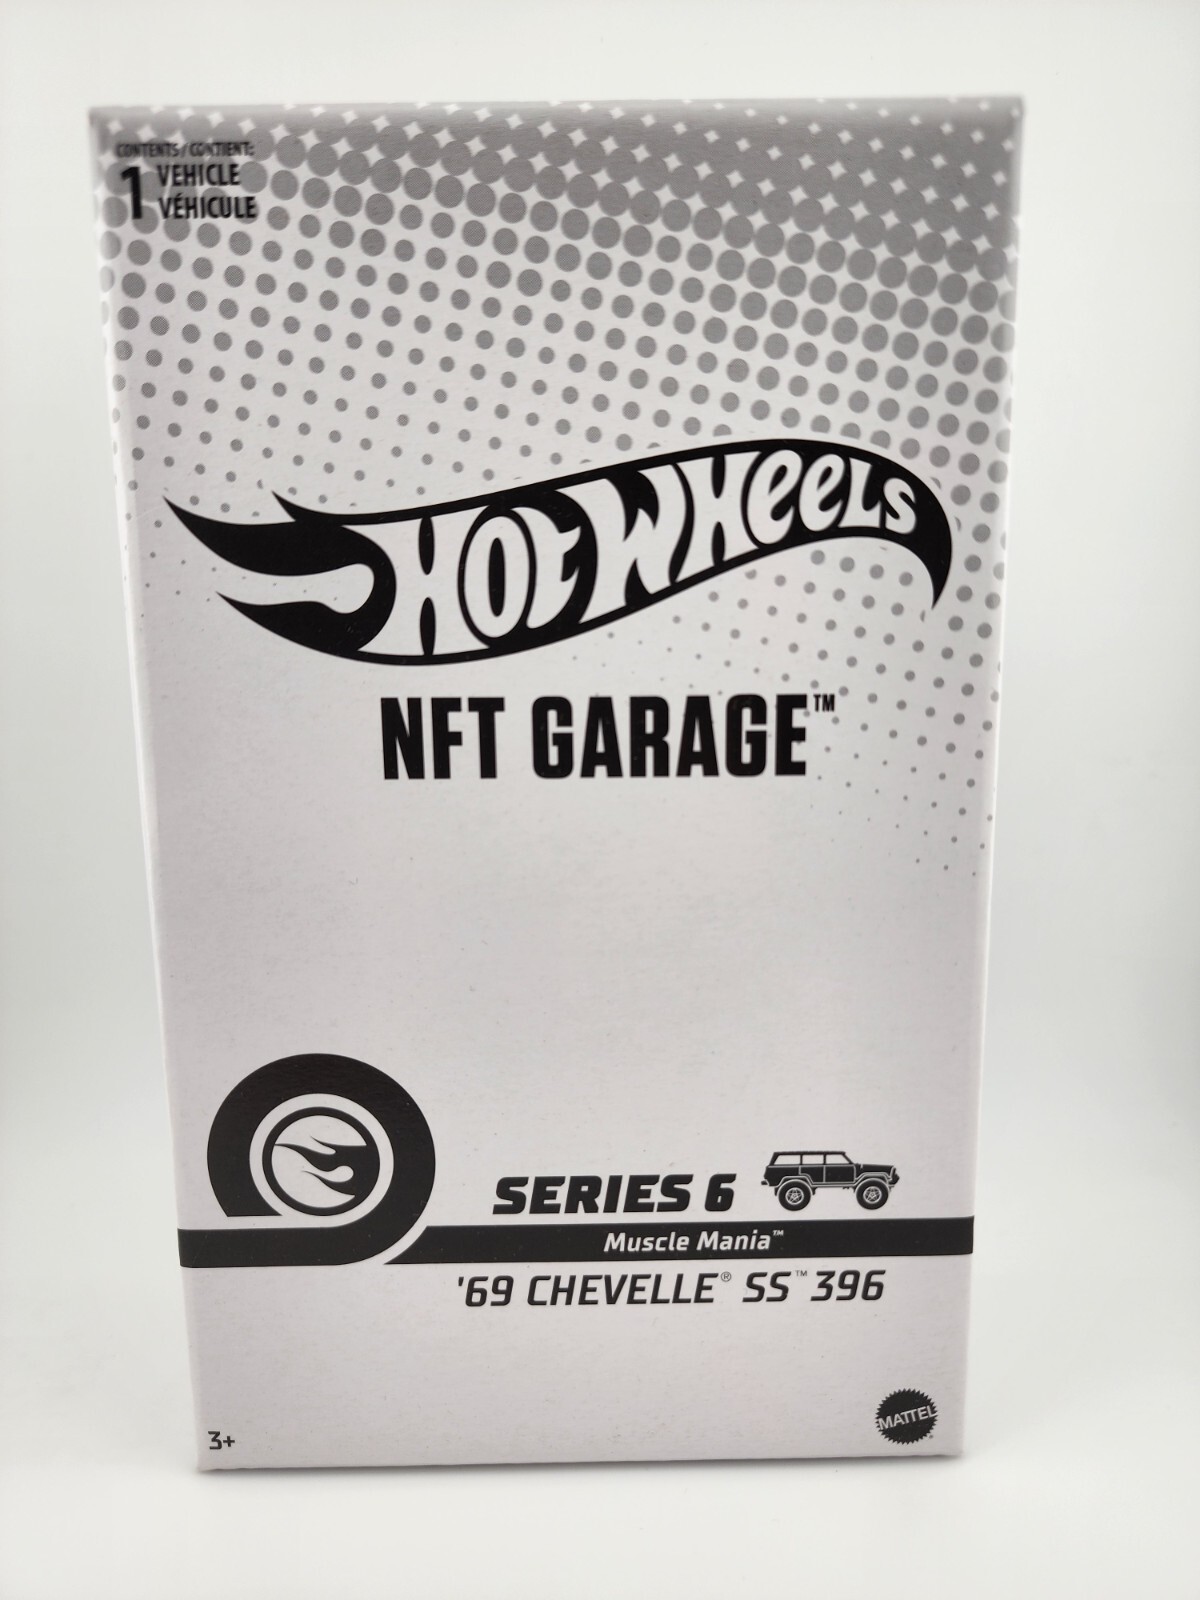 CONTENTS / CONTIENT:
1 VEHICLE
VÉHICULE
HOT WHEELS
NFT GARAGE™
SERIES 6
Muscle Mania™
'69 CHEVELLE® SS™ 396
MATTEL®
3+